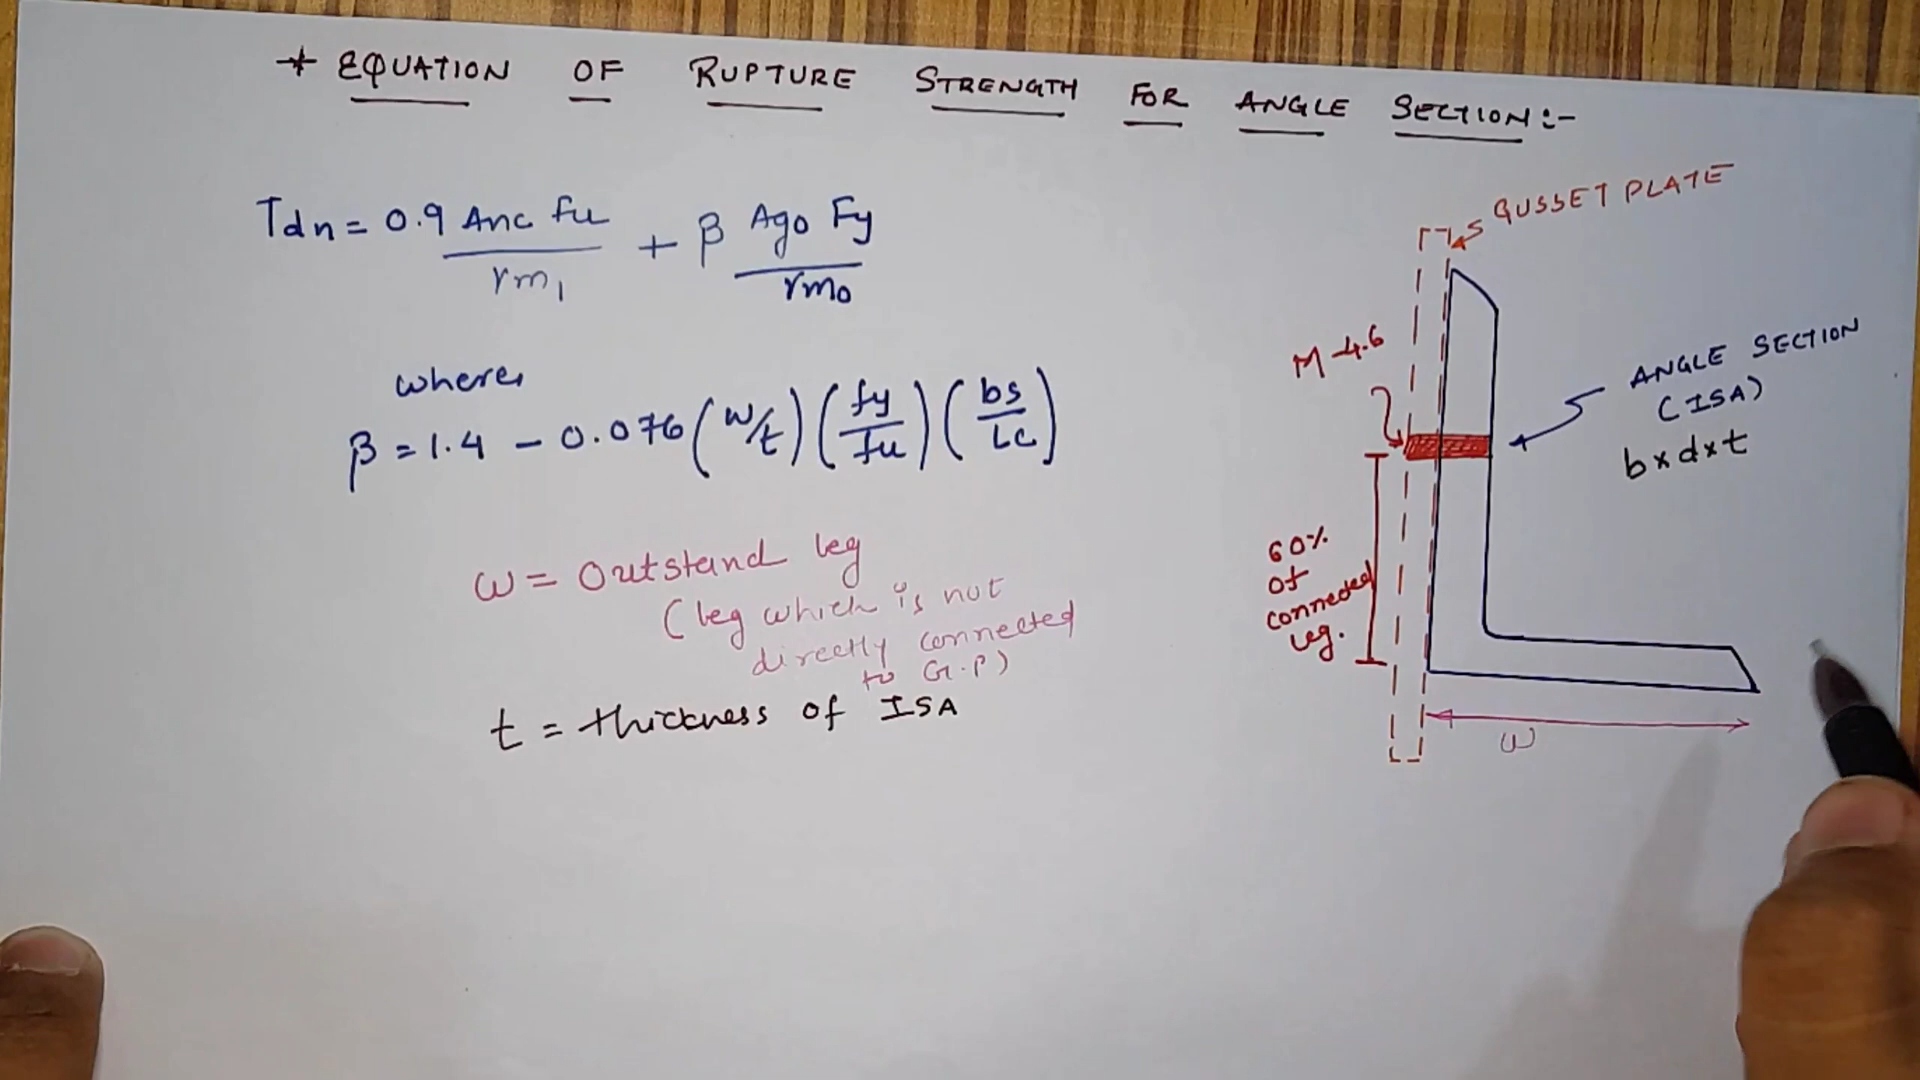 * EQUATION OF RUPTURE STRENGTH FOR ANGLE SECTION:-
Tdn = 0.9 Anc fu / γm1 + β Ago Fy / γm0
where,
β = 1.4 - 0.076 (w/t) (fy/fu) (bs/Lc)
w = Outstand leg
(leg which is not
directly connected
to G.P)
t = thickness of ISA
GUSSET PLATE
M-4.6
ANGLE SECTION
(ISA)
b x d x t
60%
of
connected
leg.
w